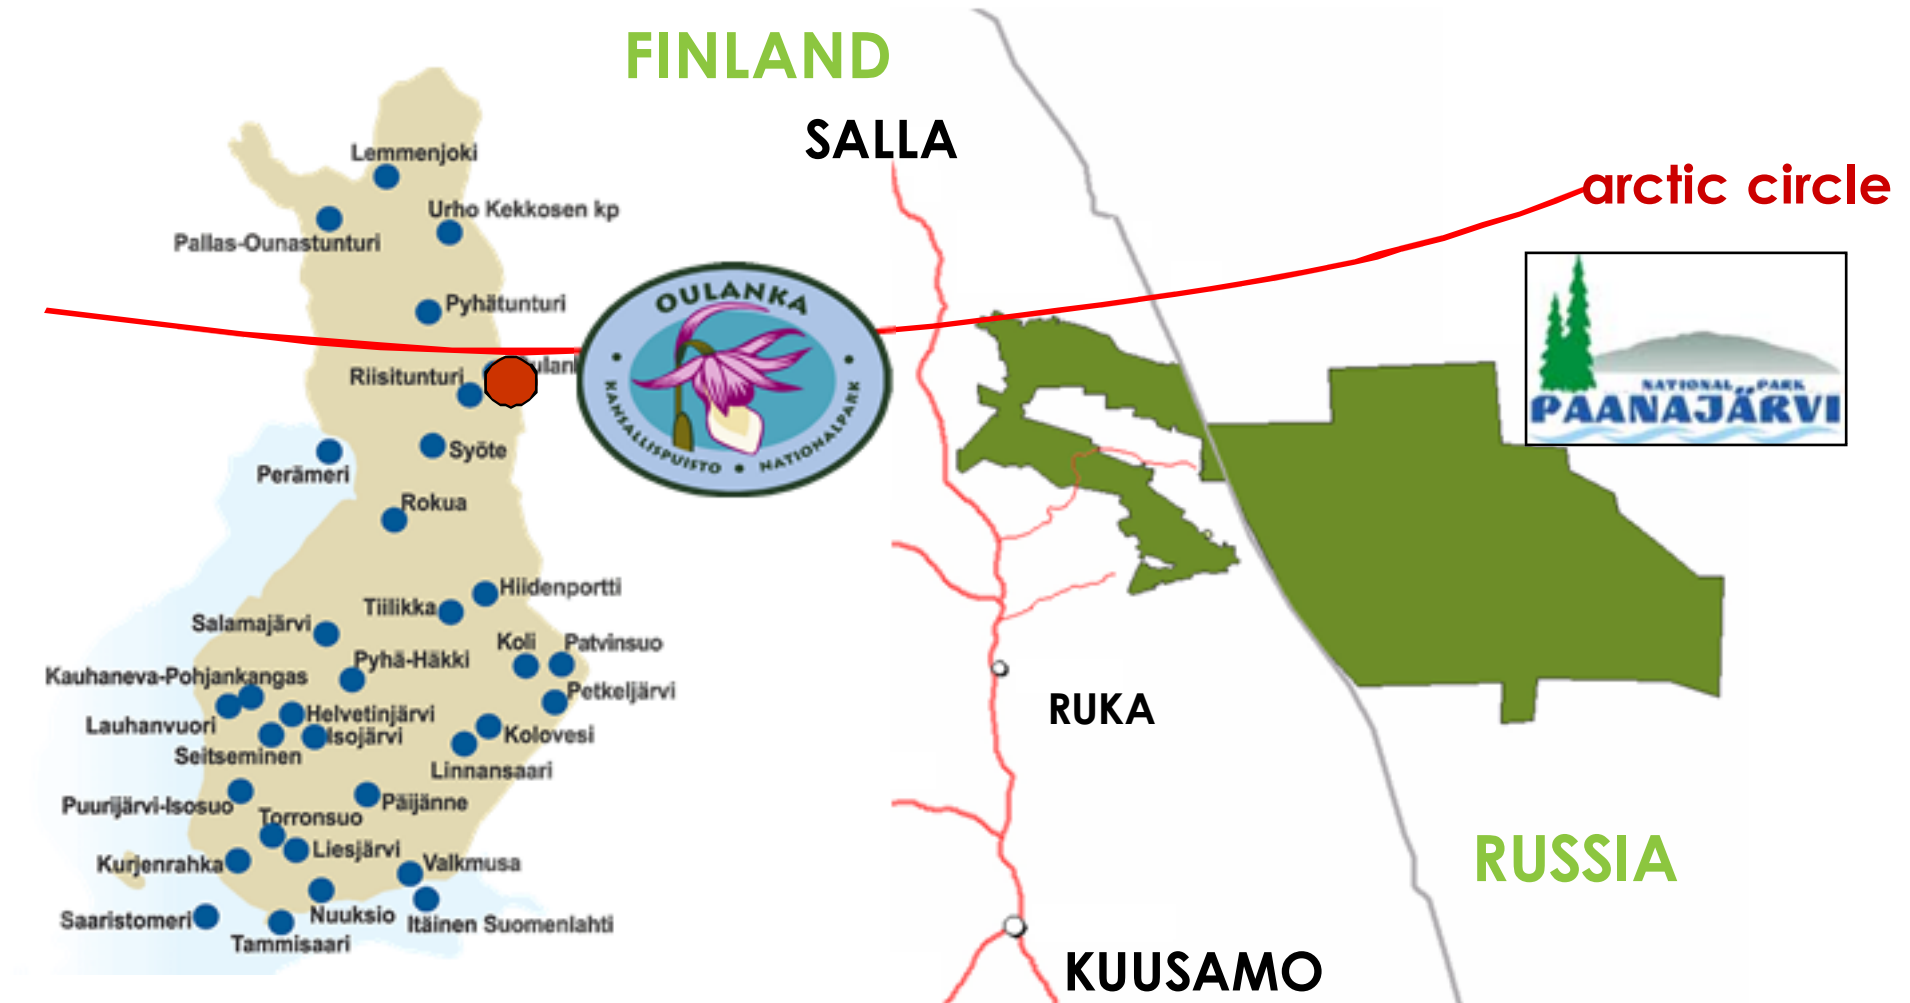 FINLAND
SALLA
arctic circle
Lemmenjoki
Urho Kekkosen kp
Pallas-Ounastunturi
Pyhätunturi
Riisitunturi
OULANKA
KANSALLISPUISTO • NATIONALPARK
NATIONAL PARK
PAANAJÄRVI
Syöte
Perämeri
Rokua
Hiidenportti
Tiilikka
Salamajärvi
Koli
Patvinsuo
Pyhä-Häkki
Kauhaneva-Pohjankangas
Petkeljärvi
Helvetinjärvi
Lauhanvuori
Isojärvi
Kolovesi
Seitseminen
Linnansaari
Puurijärvi-Isosuo
Päijänne
Torronsuo
Liesjärvi
Kurjenrahka
Valkmusa
Saaristomeri
Nuuksio
Itäinen Suomenlahti
Tammisaari
RUKA
RUSSIA
KUUSAMO